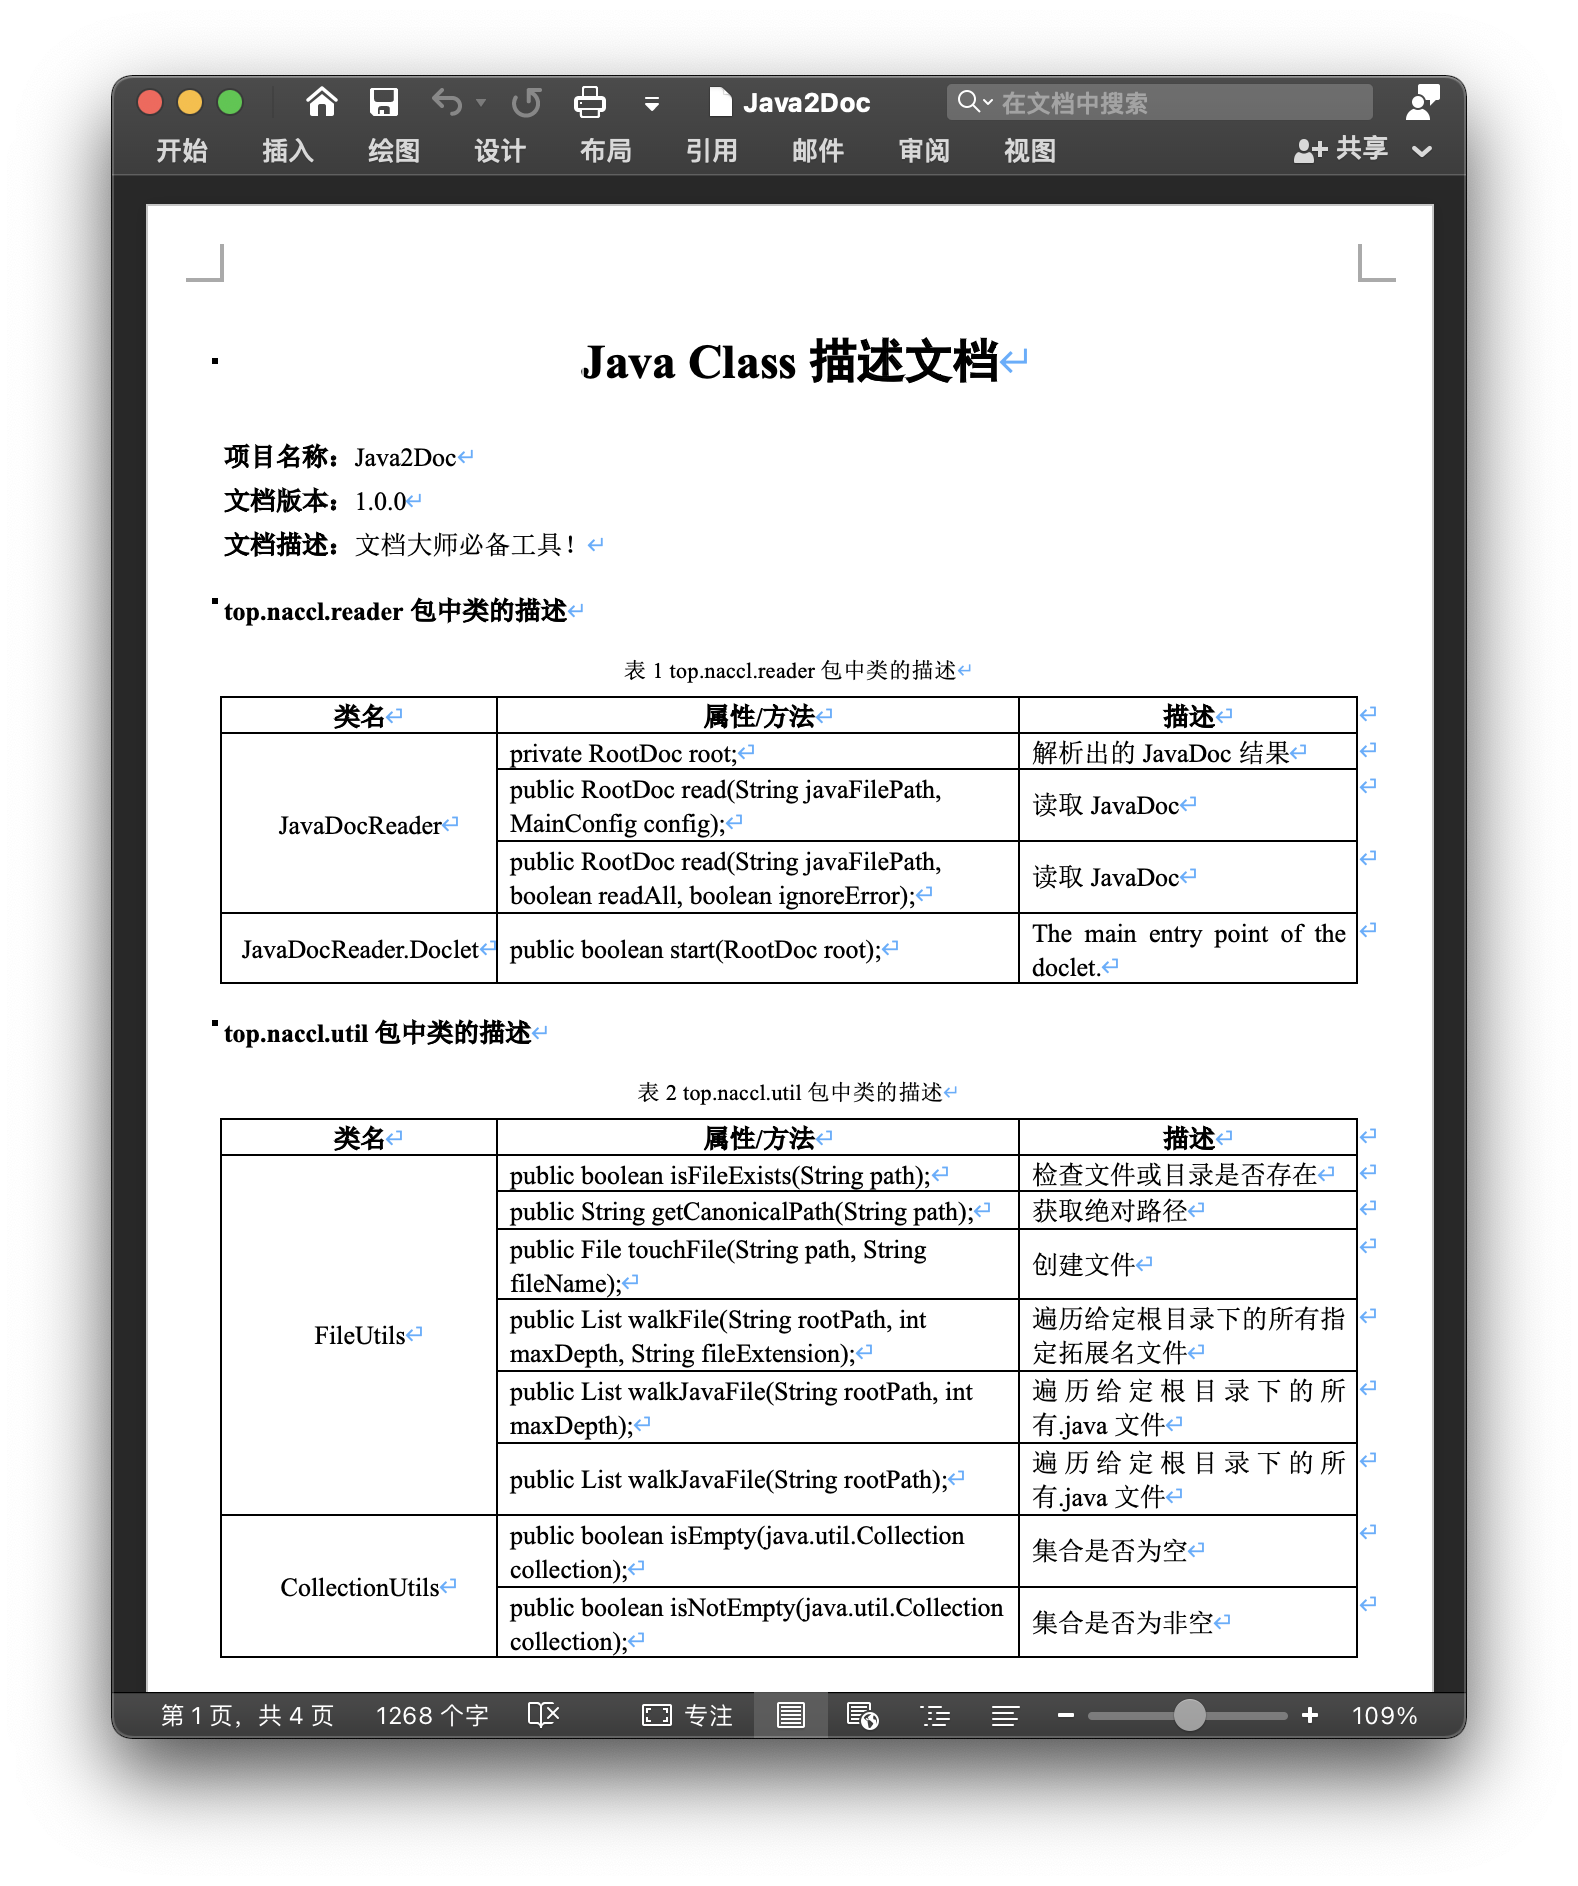 Java2Doc
在文档中搜索
开始 插入 绘图 设计 布局 引用 邮件 审阅 视图 共享
Java Class 描述文档
项目名称：Java2Doc
文档版本：1.0.0
文档描述：文档大师必备工具！
top.naccl.reader 包中类的描述
表 1 top.naccl.reader 包中类的描述
类名 属性/方法 描述
JavaDocReader
private RootDoc root;
解析出的 JavaDoc 结果
public RootDoc read(String javaFilePath,
MainConfig config);
读取 JavaDoc
public RootDoc read(String javaFilePath,
boolean readAll, boolean ignoreError);
读取 JavaDoc
JavaDocReader.Doclet
public boolean start(RootDoc root);
The main entry point of the
doclet.
top.naccl.util 包中类的描述
表 2 top.naccl.util 包中类的描述
类名 属性/方法 描述
FileUtils
public boolean isFileExists(String path);
检查文件或目录是否存在
public String getCanonicalPath(String path);
获取绝对路径
public File touchFile(String path, String
fileName);
创建文件
public List walkFile(String rootPath, int
maxDepth, String fileExtension);
遍历给定根目录下的所有指
定拓展名文件
public List walkJavaFile(String rootPath, int
maxDepth);
遍历给定根目录下的所
有.java 文件
public List walkJavaFile(String rootPath);
遍历给定根目录下的所
有.java 文件
CollectionUtils
public boolean isEmpty(java.util.Collection
collection);
集合是否为空
public boolean isNotEmpty(java.util.Collection
collection);
集合是否为非空
第 1 页，共 4 页 1268 个字 专注 109%